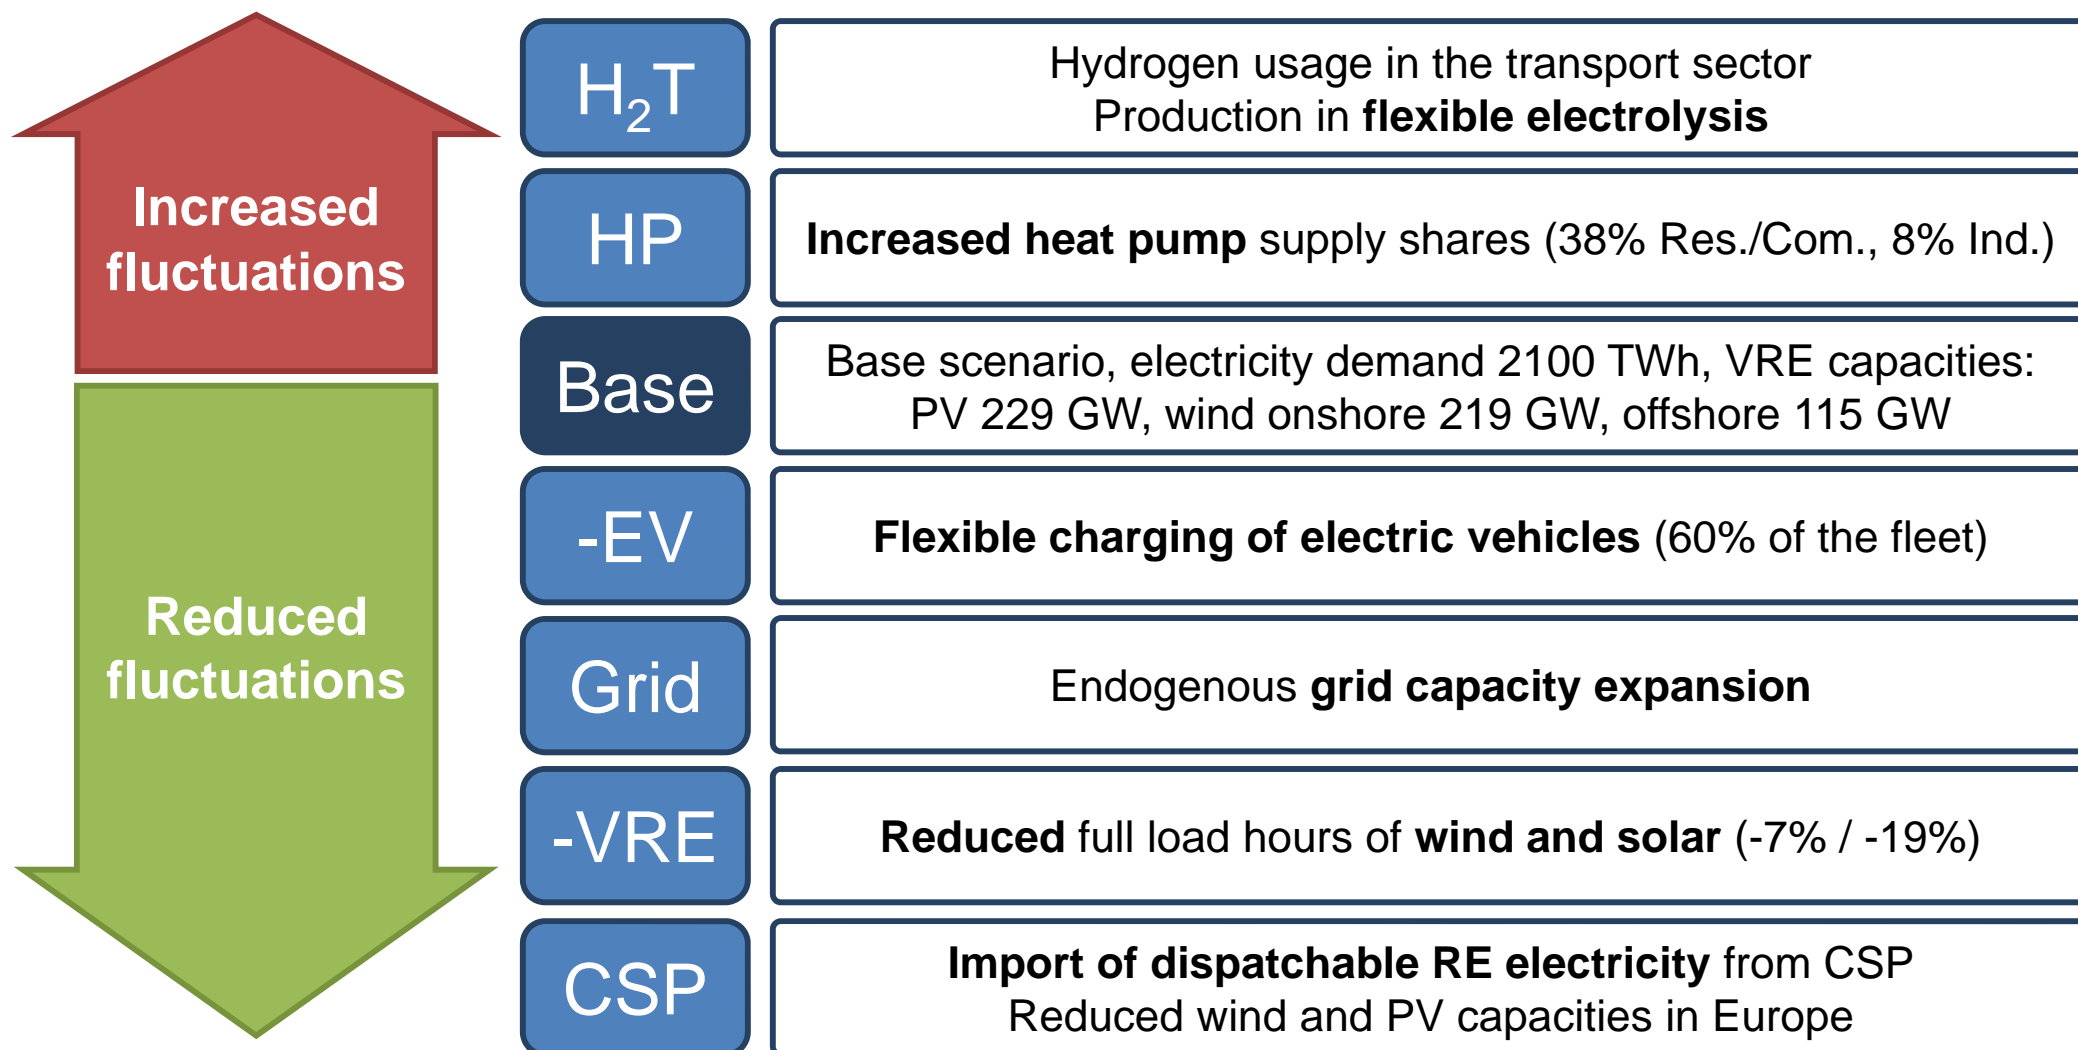 Increased
fluctuations
Reduced
fluctuations
H₂T
Hydrogen usage in the transport sector
Production in flexible electrolysis
HP
Increased heat pump supply shares (38% Res./Com., 8% Ind.)
Base
Base scenario, electricity demand 2100 TWh, VRE capacities:
PV 229 GW, wind onshore 219 GW, offshore 115 GW
-EV
Flexible charging of electric vehicles (60% of the fleet)
Grid
Endogenous grid capacity expansion
-VRE
Reduced full load hours of wind and solar (-7% / -19%)
CSP
Import of dispatchable RE electricity from CSP
Reduced wind and PV capacities in Europe